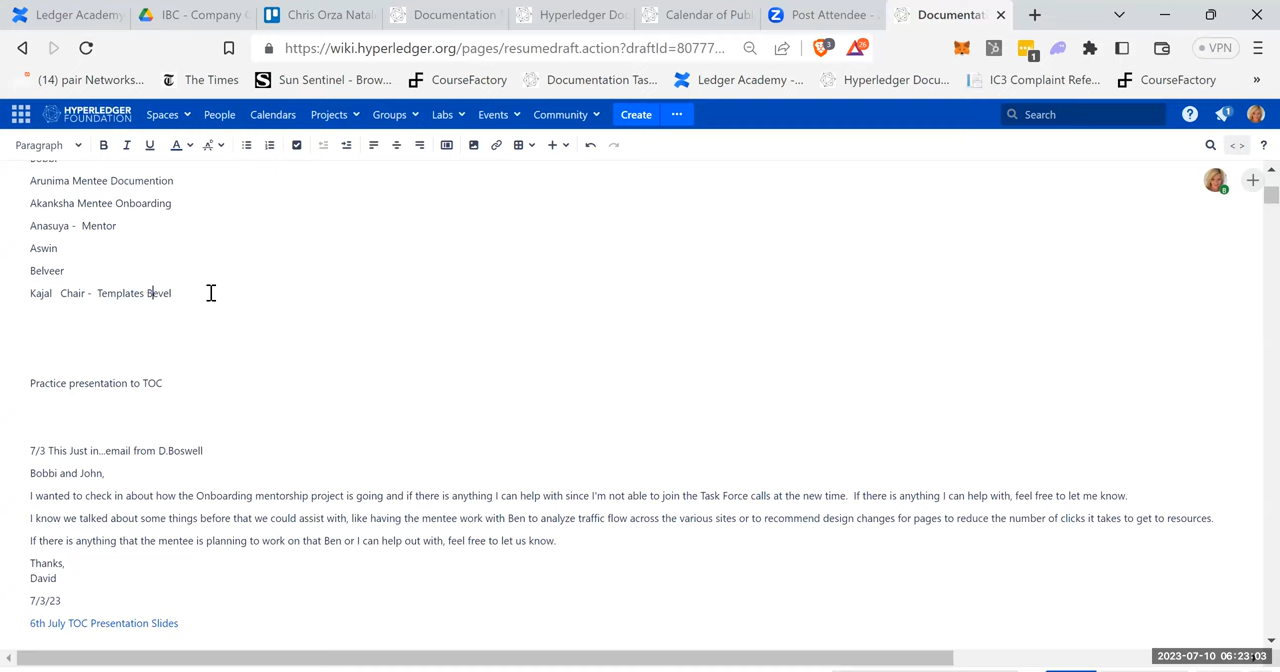 Ledger Academy
IBC - Company
Chris Orza Natal
Documentation
Hyperledger Doc
Calendar of Pub
Post Attendee -
Documentat
https://wiki.hyperledger.org/pages/resumedraft.action?draftId=80777...
3
26
1
VPN
(14) pair Networks...
The Times
Sun Sentinel - Brow...
CourseFactory
Documentation Tas...
Ledger Academy -...
Hyperledger Docu...
IC3 Complaint Refe...
CourseFactory
»
HYPERLEDGER
FOUNDATION
Spaces
People
Calendars
Projects
Groups
Labs
Events
Community
Create
Search
1
Paragraph
Bobbi
Arunima Mentee Documention
Akanksha Mentee Onboarding
Anasuya - Mentor
Aswin
Belveer
Kajal Chair - Templates Bevel
Practice presentation to TOC
7/3 This Just in...email from D.Boswell
Bobbi and John,
I wanted to check in about how the Onboarding mentorship project is going and if there is anything I can help with since I'm not able to join the Task Force calls at the new time. If there is anything I can help with, feel free to let me know.
I know we talked about some things before that we could assist with, like having the mentee work with Ben to analyze traffic flow across the various sites or to recommend design changes for pages to reduce the number of clicks it takes to get to resources.
If there is anything that the mentee is planning to work on that Ben or I can help out with, feel free to let us know.
Thanks,
David
7/3/23
6th July TOC Presentation Slides
2023-07-10 06:23:03